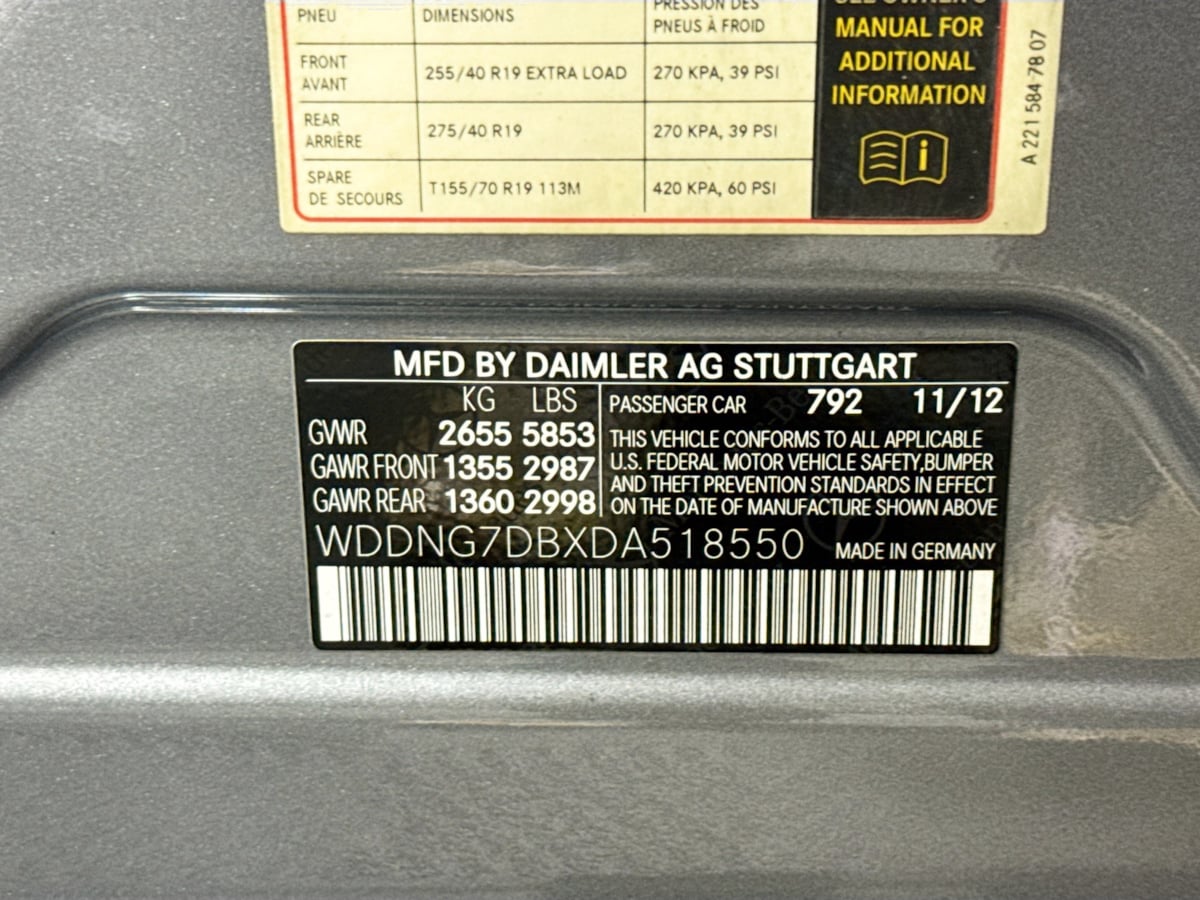 PNEU DIMENSIONS PRESSION DES
PNEUS À FROID
FRONT
AVANT
255/40 R19 EXTRA LOAD 270 KPA, 39 PSI
REAR
ARRIÈRE
275/40 R19 270 KPA, 39 PSI
SPARE
DE SECOURS
T155/70 R19 113M 420 KPA, 60 PSI
SEE OWNER'S
MANUAL FOR
ADDITIONAL
INFORMATION
A 221 584 78 07
MFD BY DAIMLER AG STUTTGART
KG LBS
GVWR 2655 5853
GAWR FRONT 1355 2987
GAWR REAR 1360 2998
PASSENGER CAR 792 11/12
THIS VEHICLE CONFORMS TO ALL APPLICABLE
U.S. FEDERAL MOTOR VEHICLE SAFETY,BUMPER
AND THEFT PREVENTION STANDARDS IN EFFECT
ON THE DATE OF MANUFACTURE SHOWN ABOVE
WDDNG7DBXDA518550 MADE IN GERMANY